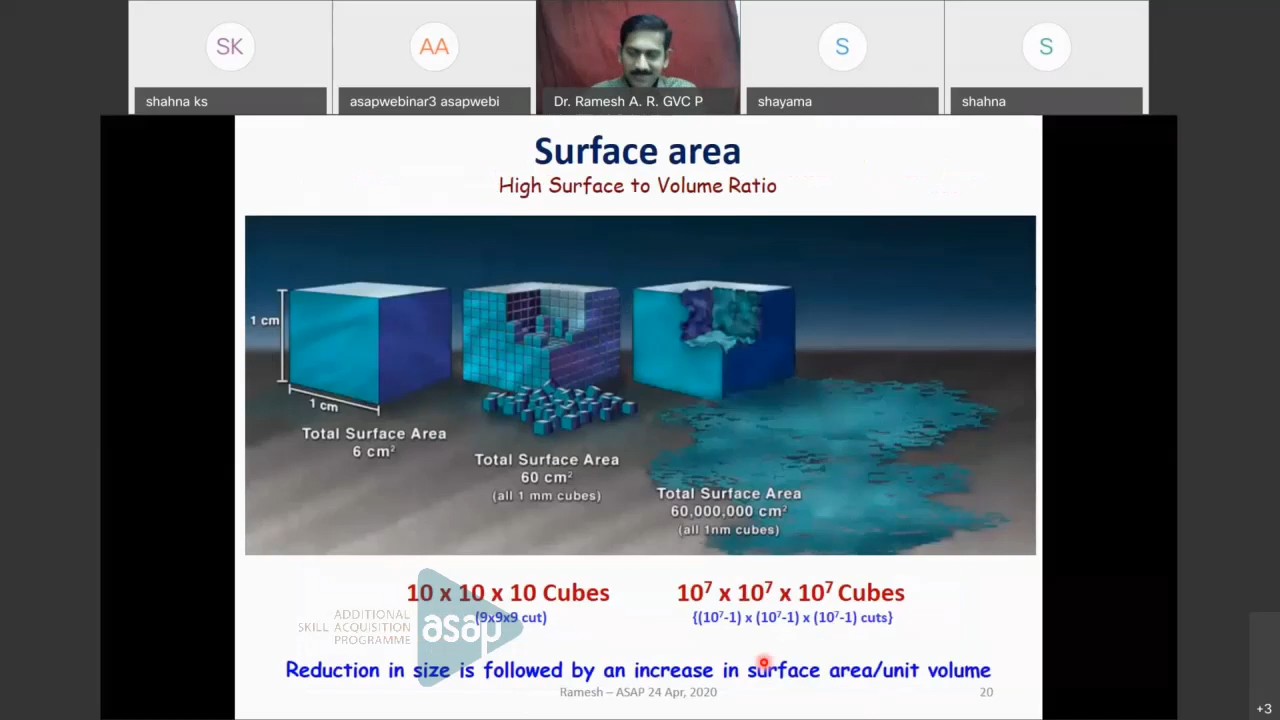 SK
AA
S
S
shahna ks
asapwebinar3 asapwebi
Dr. Ramesh A. R. GVC P
shayama
shahna
Surface area
High Surface to Volume Ratio
1 cm
1 cm
Total Surface Area
6 cm²
Total Surface Area
60 cm²
(all 1 mm cubes)
Total Surface Area
60,000,000 cm²
(all 1nm cubes)
10 x 10 x 10 Cubes
(9x9x9 cut)
10⁷ x 10⁷ x 10⁷ Cubes
{(10⁷-1) x (10⁷-1) x (10⁷-1) cuts}
ADDITIONAL
SKILL ACQUISITION
PROGRAMME
asap
Reduction in size is followed by an increase in surface area/unit volume
Ramesh – ASAP 24 Apr, 2020
20
+3